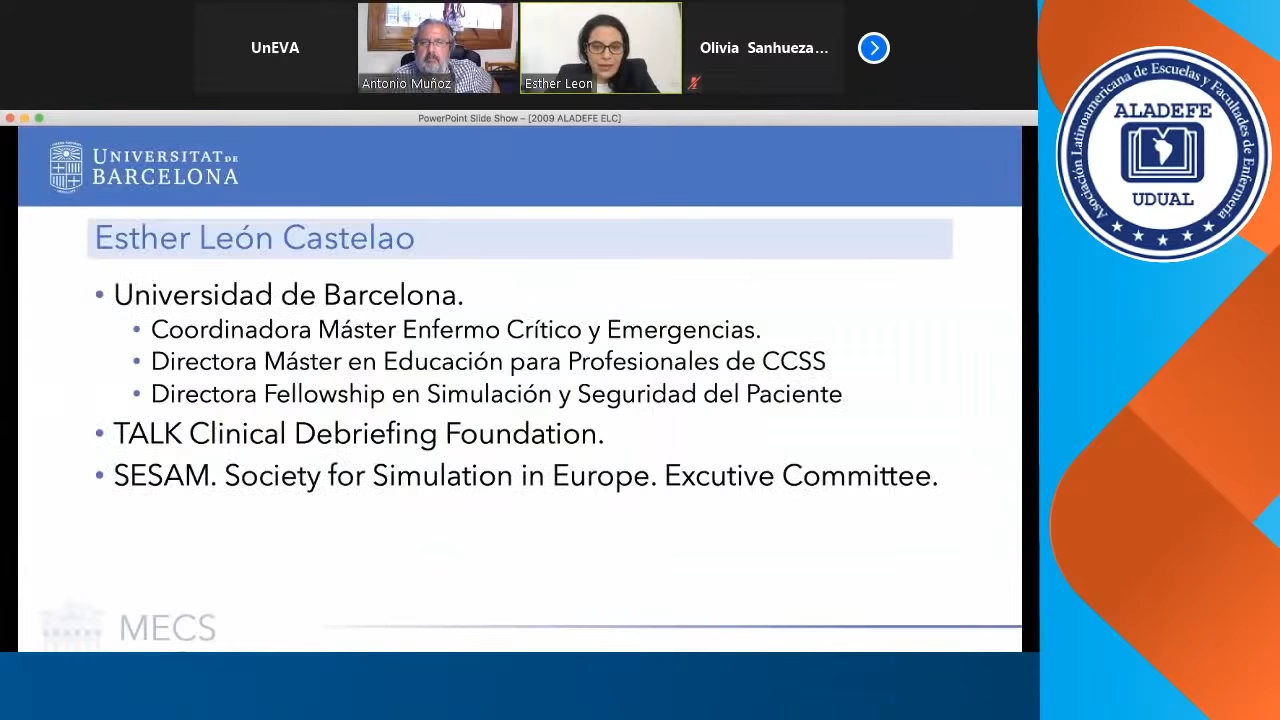 UnEVA
Antonio Muñoz
Esther Leon
Olivia Sanhueza...
PowerPoint Slide Show – [2009 ALADEFE ELC]
UNIVERSITAT DE
BARCELONA
Esther León Castelao
• Universidad de Barcelona.
• Coordinadora Máster Enfermo Crítico y Emergencias.
• Directora Máster en Educación para Profesionales de CCSS
• Directora Fellowship en Simulación y Seguridad del Paciente
• TALK Clinical Debriefing Foundation.
• SESAM. Society for Simulation in Europe. Excutive Committee.
MECS
Asociación Latinoamericana de Escuelas y Facultades de Enfermería
ALADEFE
UDUAL